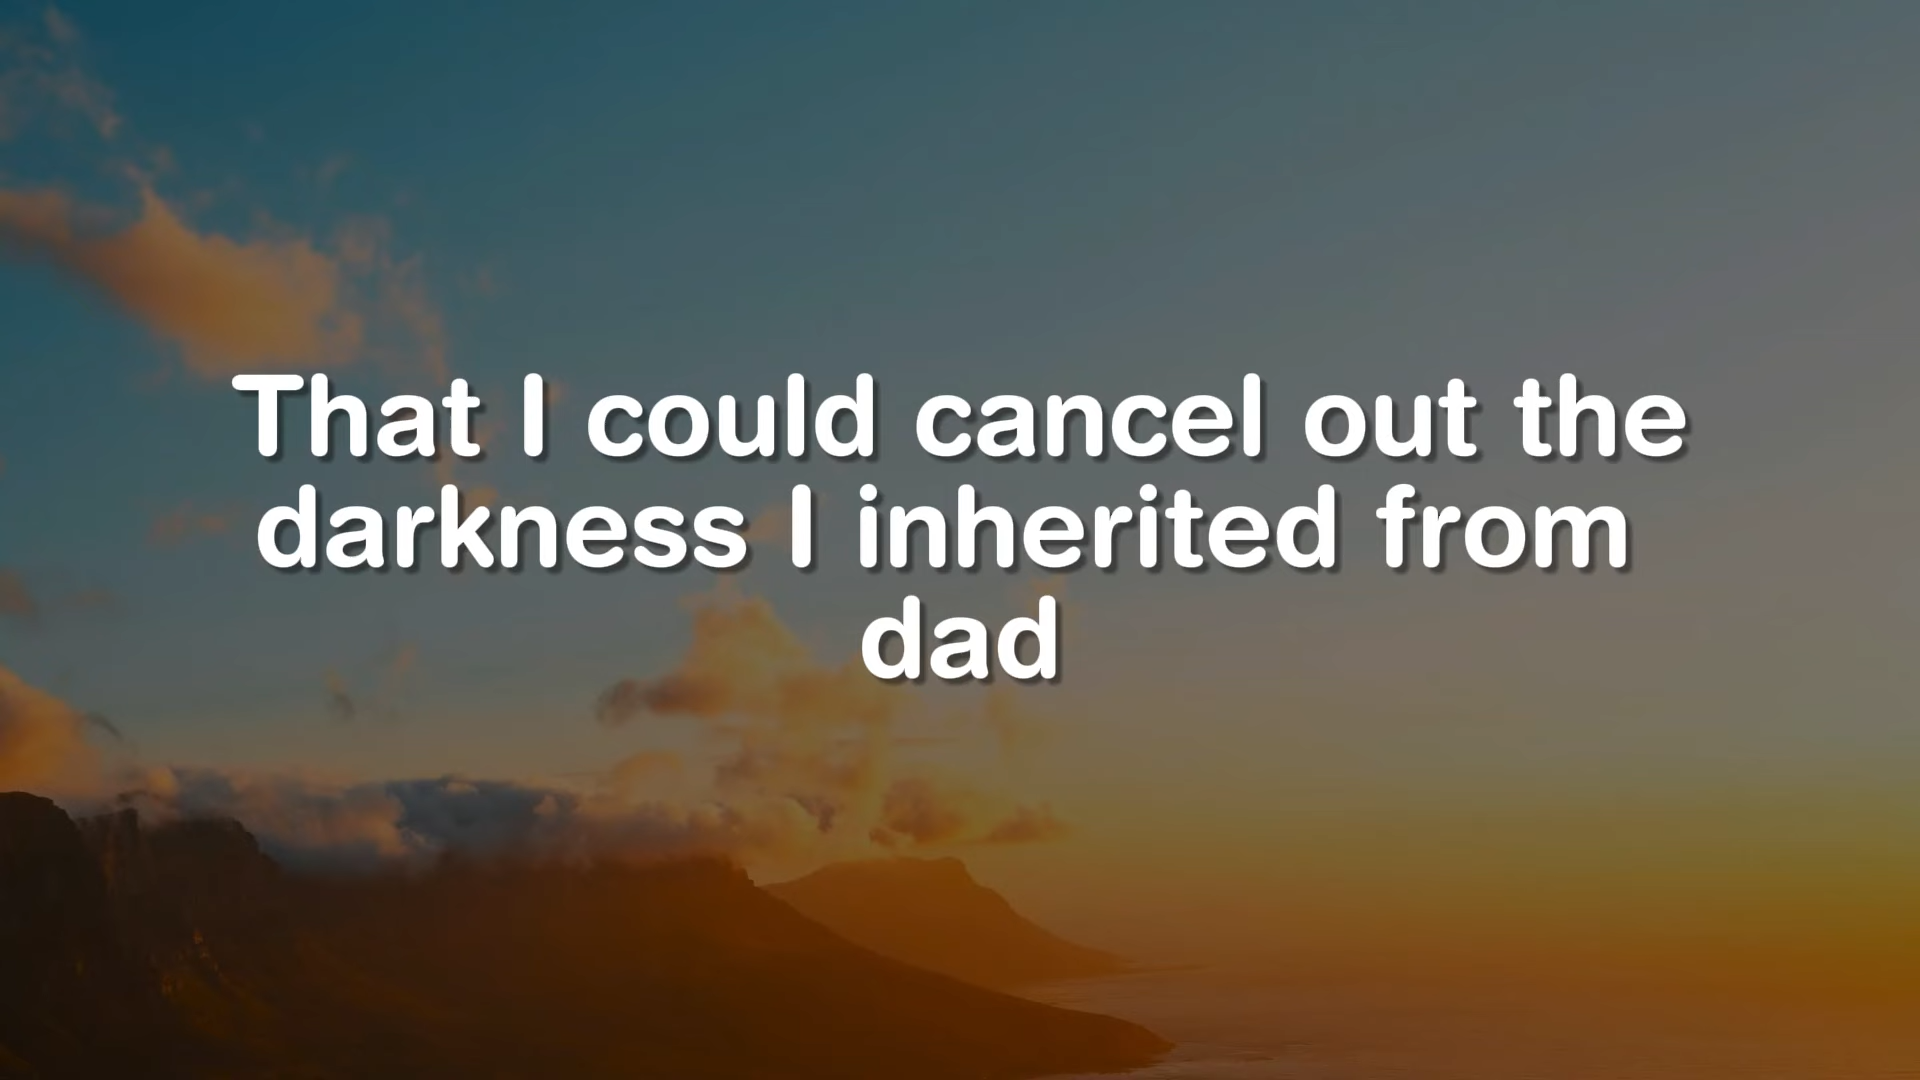 That I could cancel out the
darkness I inherited from
dad